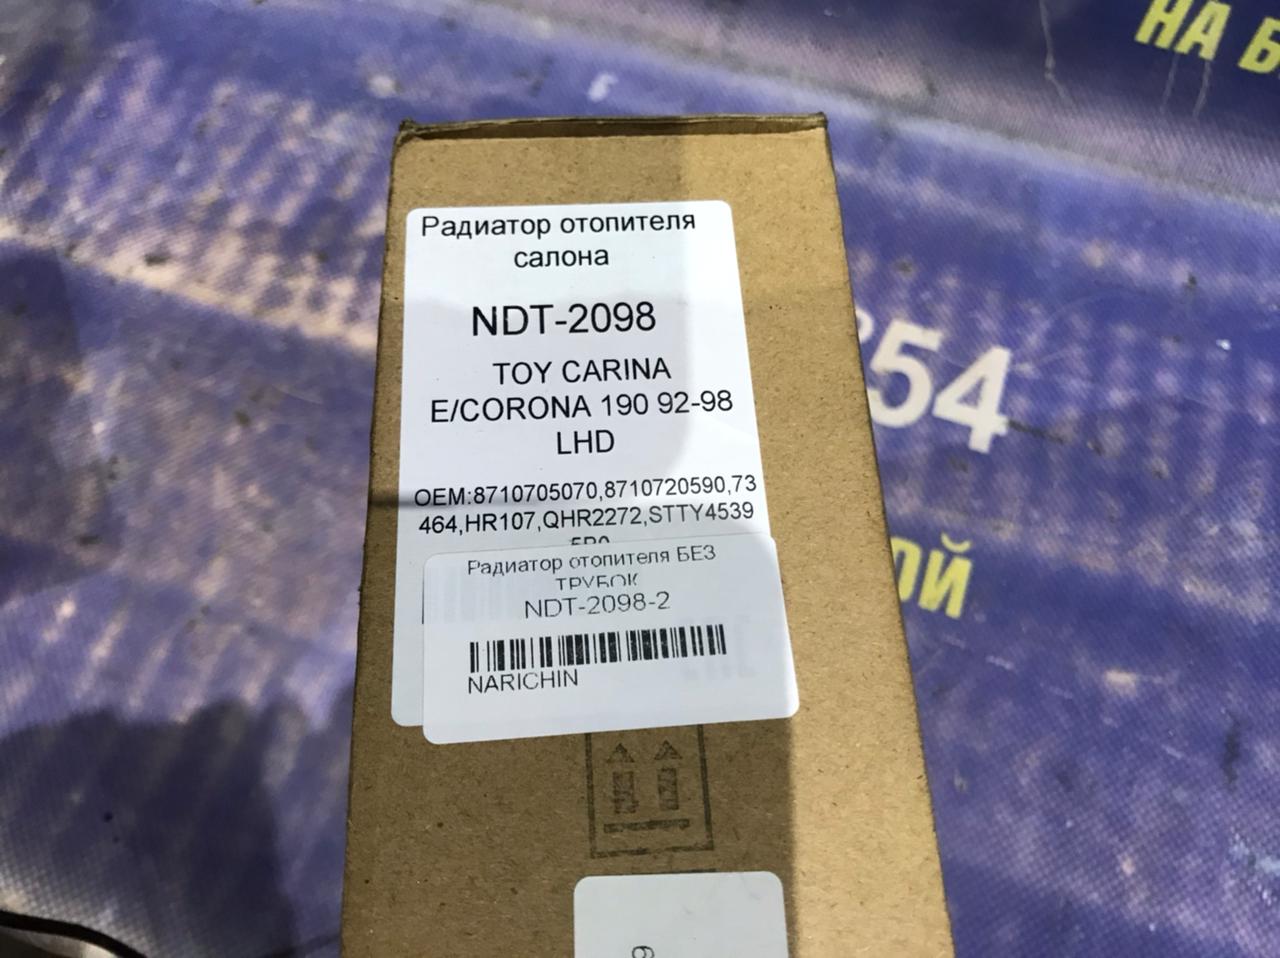 НА Б
54
ОЙ
Радиатор отопителя
салона
NDT-2098
TOY CARINA
E/CORONA 190 92-98
LHD
OEM:8710705070,8710720590,73
464,HR107,QHR2272,STTY4539
Радиатор отопителя БЕЗ
ТРУБОК
NDT-2098-2
NARICHIN